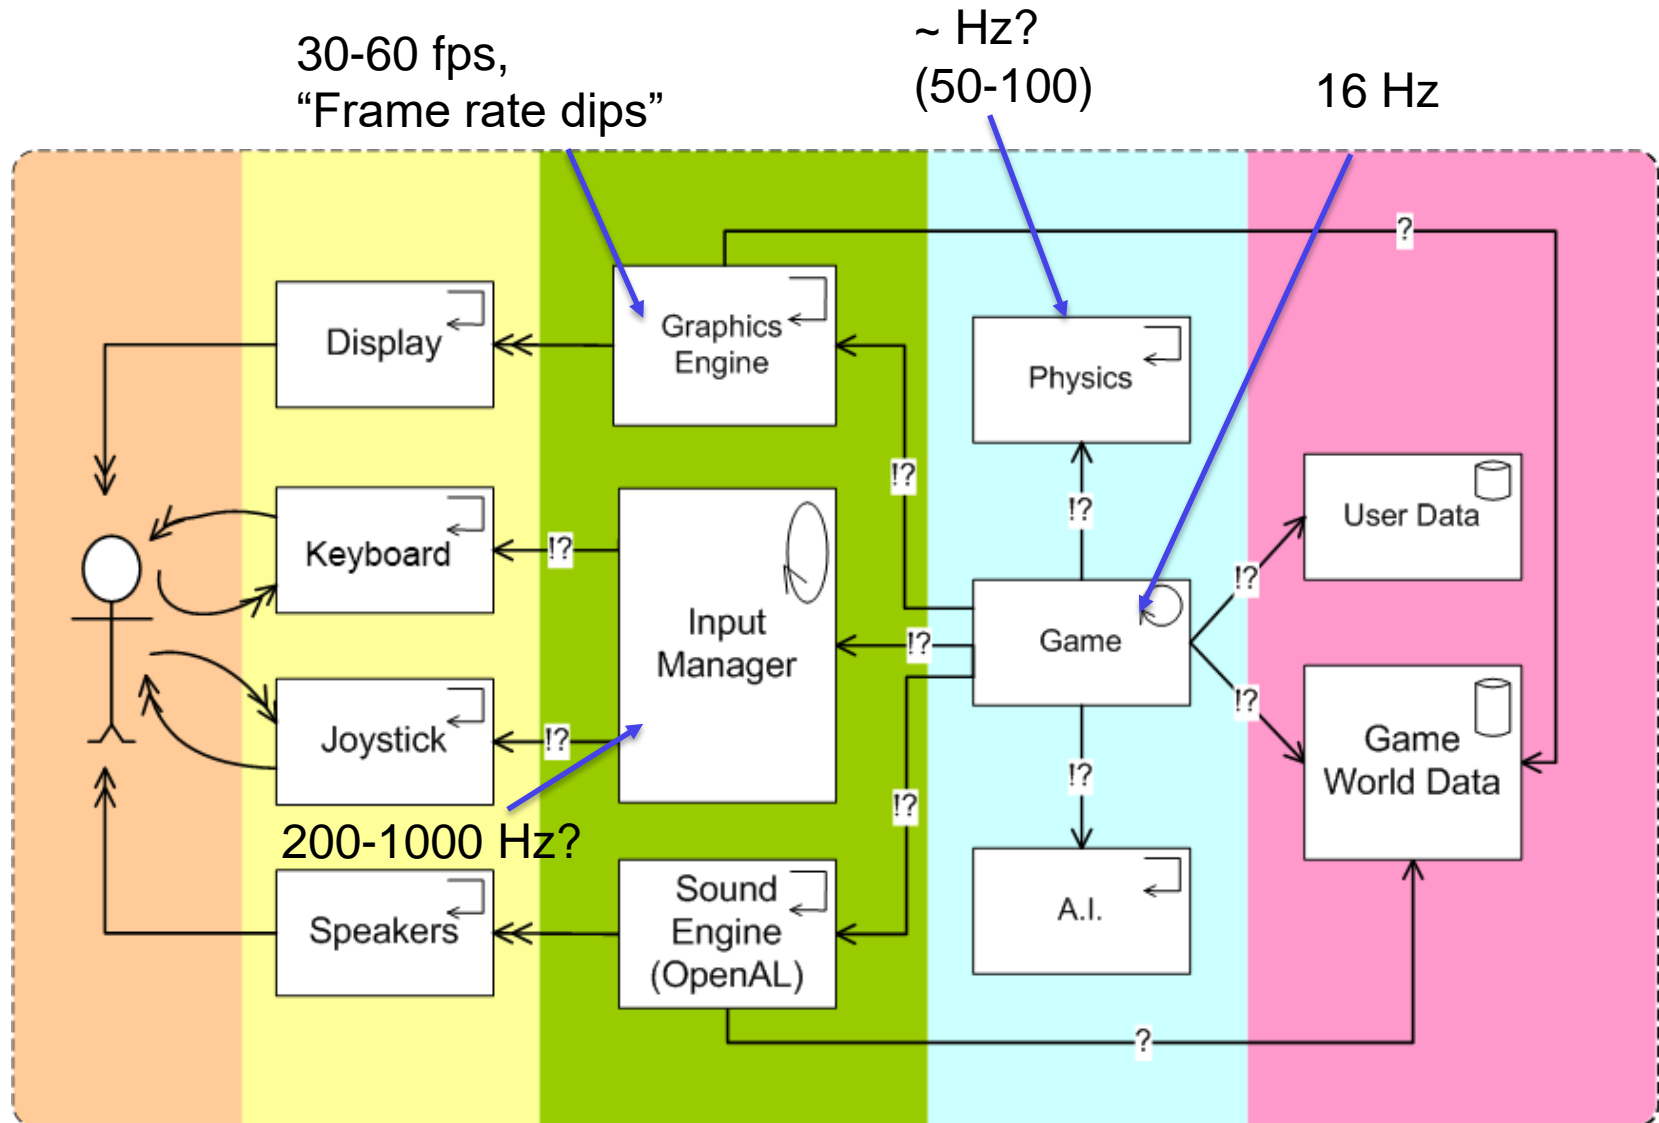 30-60 fps,
“Frame rate dips”
~ Hz?
(50-100)
16 Hz
?
Display
Graphics
Engine
Physics
!?
!?
User Data
Keyboard
!?
Input
Manager
!?
Game
!?
!?
Joystick
!?
Game
World Data
!?
!?
200-1000 Hz?
Speakers
Sound
Engine
(OpenAL)
A.I.
?